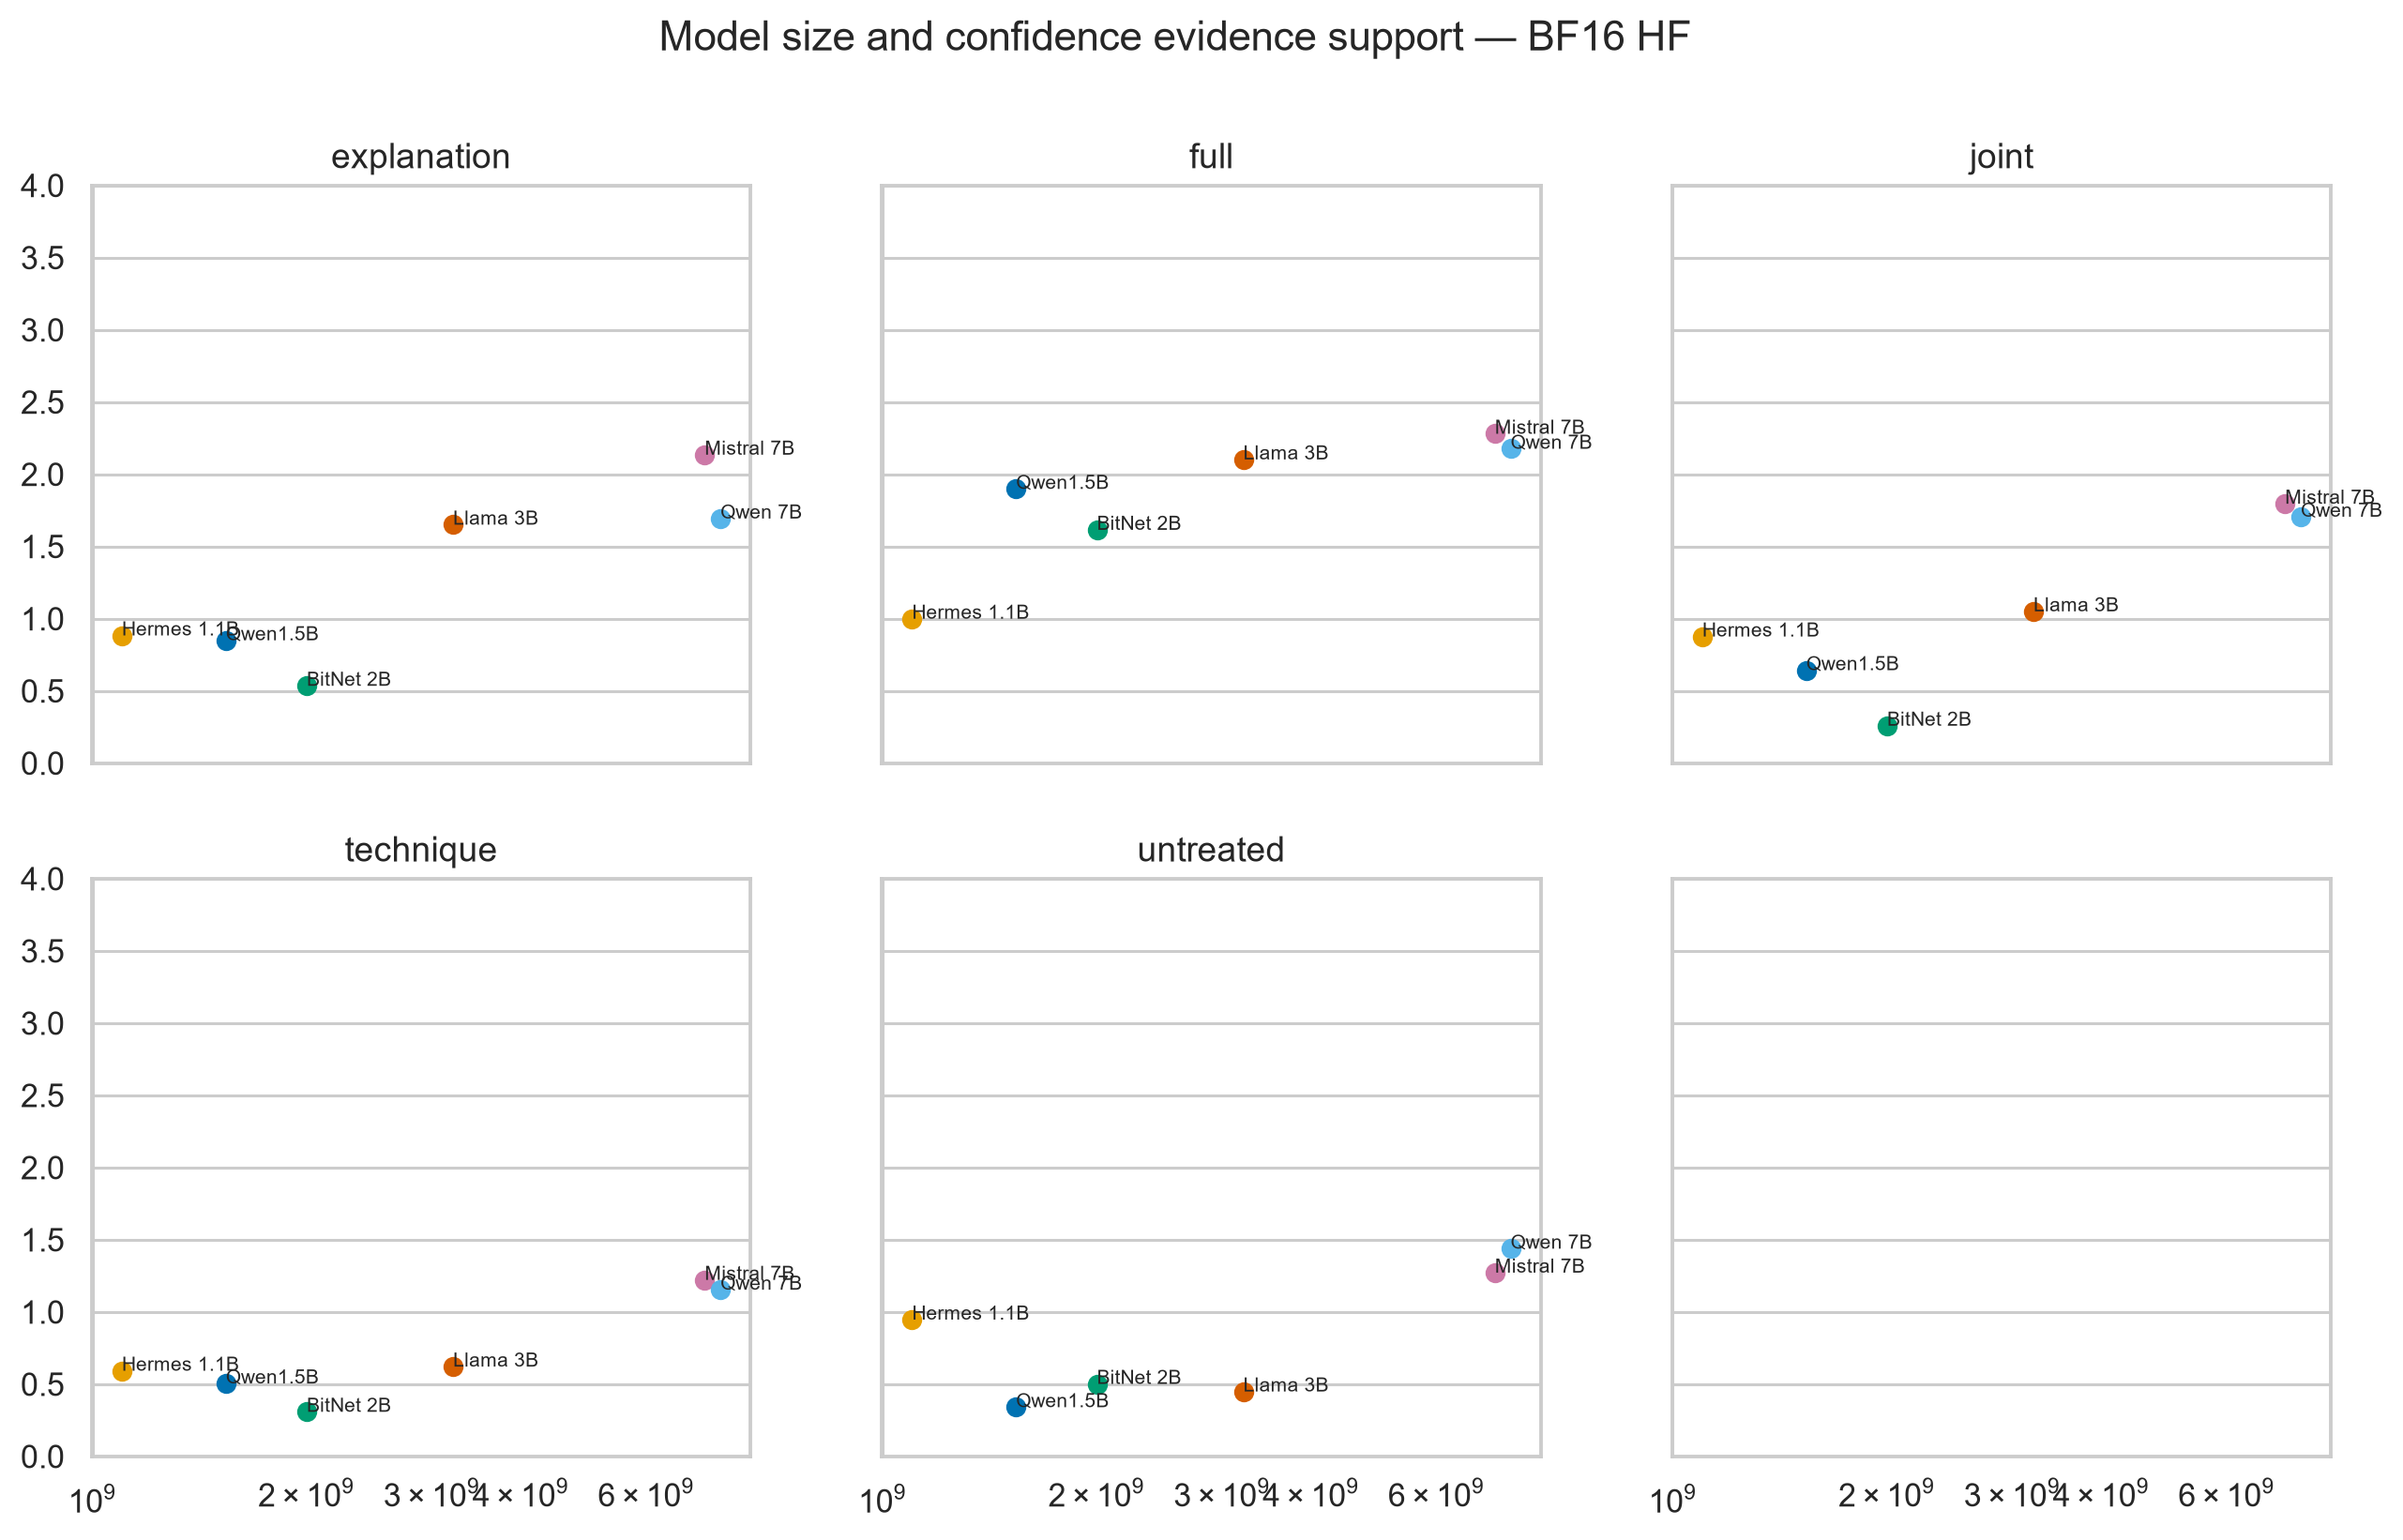 Model size and confidence evidence support — BF16 HF
explanation
full
joint
4.0
3.5
3.0
2.5
2.0
1.5
1.0
0.5
0.0
Mistral 7B
Qwen 7B
Llama 3B
Hermes 1.1B
Qwen1.5B
BitNet 2B
Mistral 7B
Qwen 7B
Llama 3B
Qwen1.5B
BitNet 2B
Hermes 1.1B
Mistral 7B
Qwen 7B
Llama 3B
Hermes 1.1B
Qwen1.5B
BitNet 2B
technique
untreated
4.0
3.5
3.0
2.5
2.0
1.5
1.0
0.5
0.0
Mistral 7B
Qwen 7B
Llama 3B
Hermes 1.1B
Qwen1.5B
BitNet 2B
Qwen 7B
Mistral 7B
Hermes 1.1B
BitNet 2B
Llama 3B
Qwen1.5B
10⁹ 2 × 10⁹ 3 × 10⁹ 4 × 10⁹ 6 × 10⁹
10⁹ 2 × 10⁹ 3 × 10⁹ 4 × 10⁹ 6 × 10⁹
10⁹ 2 × 10⁹ 3 × 10⁹ 4 × 10⁹ 6 × 10⁹